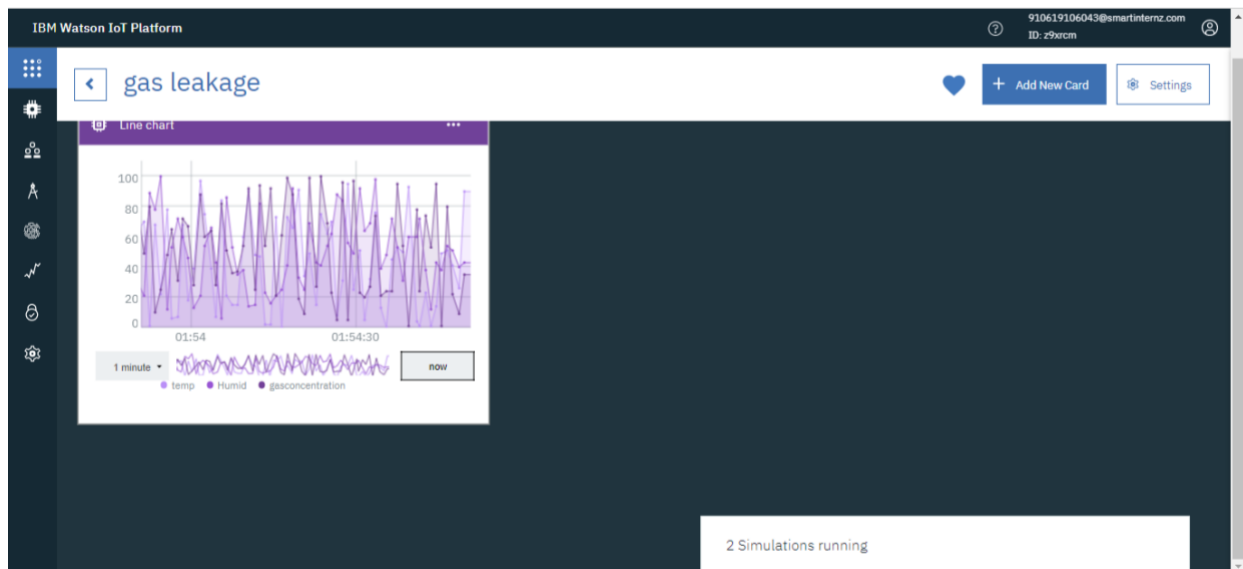 IBM Watson IoT Platform
910619106043@smartinternz.com
ID: z9xrcm
gas leakage
+ Add New Card
Settings
Line chart
100
80
60
40
20
0
01:54
01:54:30
1 minute
now
temp
Humid
gasconcentration
2 Simulations running